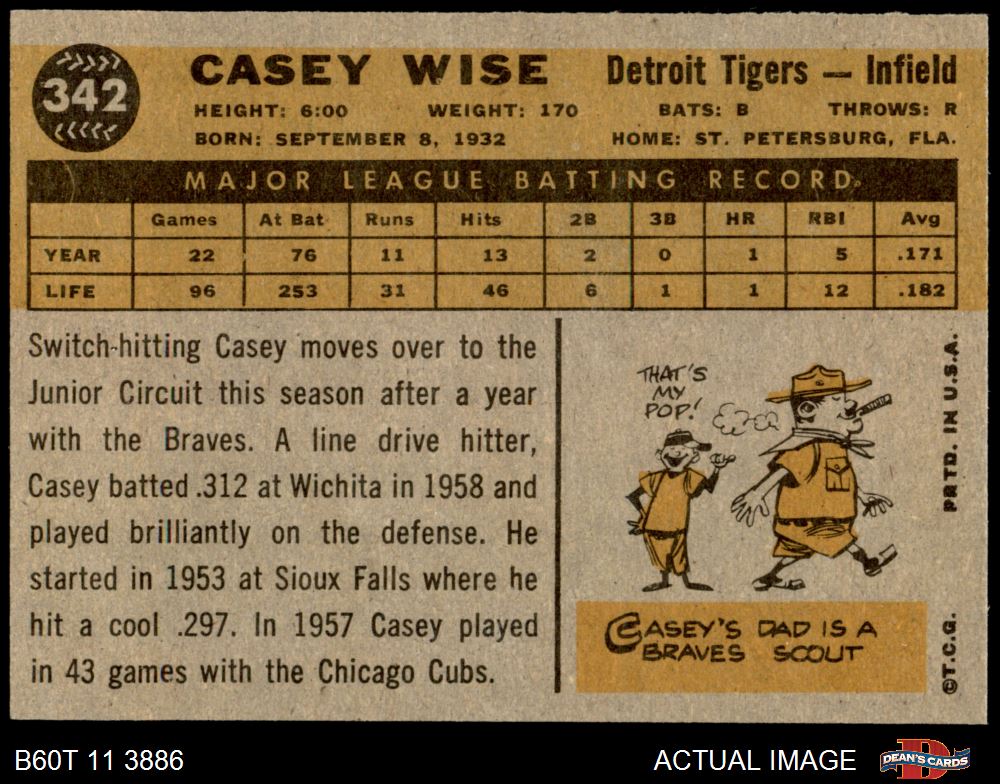 342
CASEY WISE
Detroit Tigers — Infield
HEIGHT: 6:00 WEIGHT: 170 BATS: B THROWS: R
BORN: SEPTEMBER 8, 1932 HOME: ST. PETERSBURG, FLA.
MAJOR LEAGUE BATTING RECORD
Games At Bat Runs Hits 2B 3B HR RBI Avg
YEAR 22 76 11 13 2 0 1 5 .171
LIFE 96 253 31 46 6 1 1 12 .182
Switch-hitting Casey moves over to the
Junior Circuit this season after a year
with the Braves. A line drive hitter,
Casey batted .312 at Wichita in 1958 and
played brilliantly on the defense. He
started in 1953 at Sioux Falls where he
hit a cool .297. In 1957 Casey played
in 43 games with the Chicago Cubs.
THAT'S
MY
POP!
CASEY'S DAD IS A
BRAVES SCOUT
©T.C.G. PRTD. IN U.S.A.
B60T 11 3886
ACTUAL IMAGE
D
DEAN'S CARDS